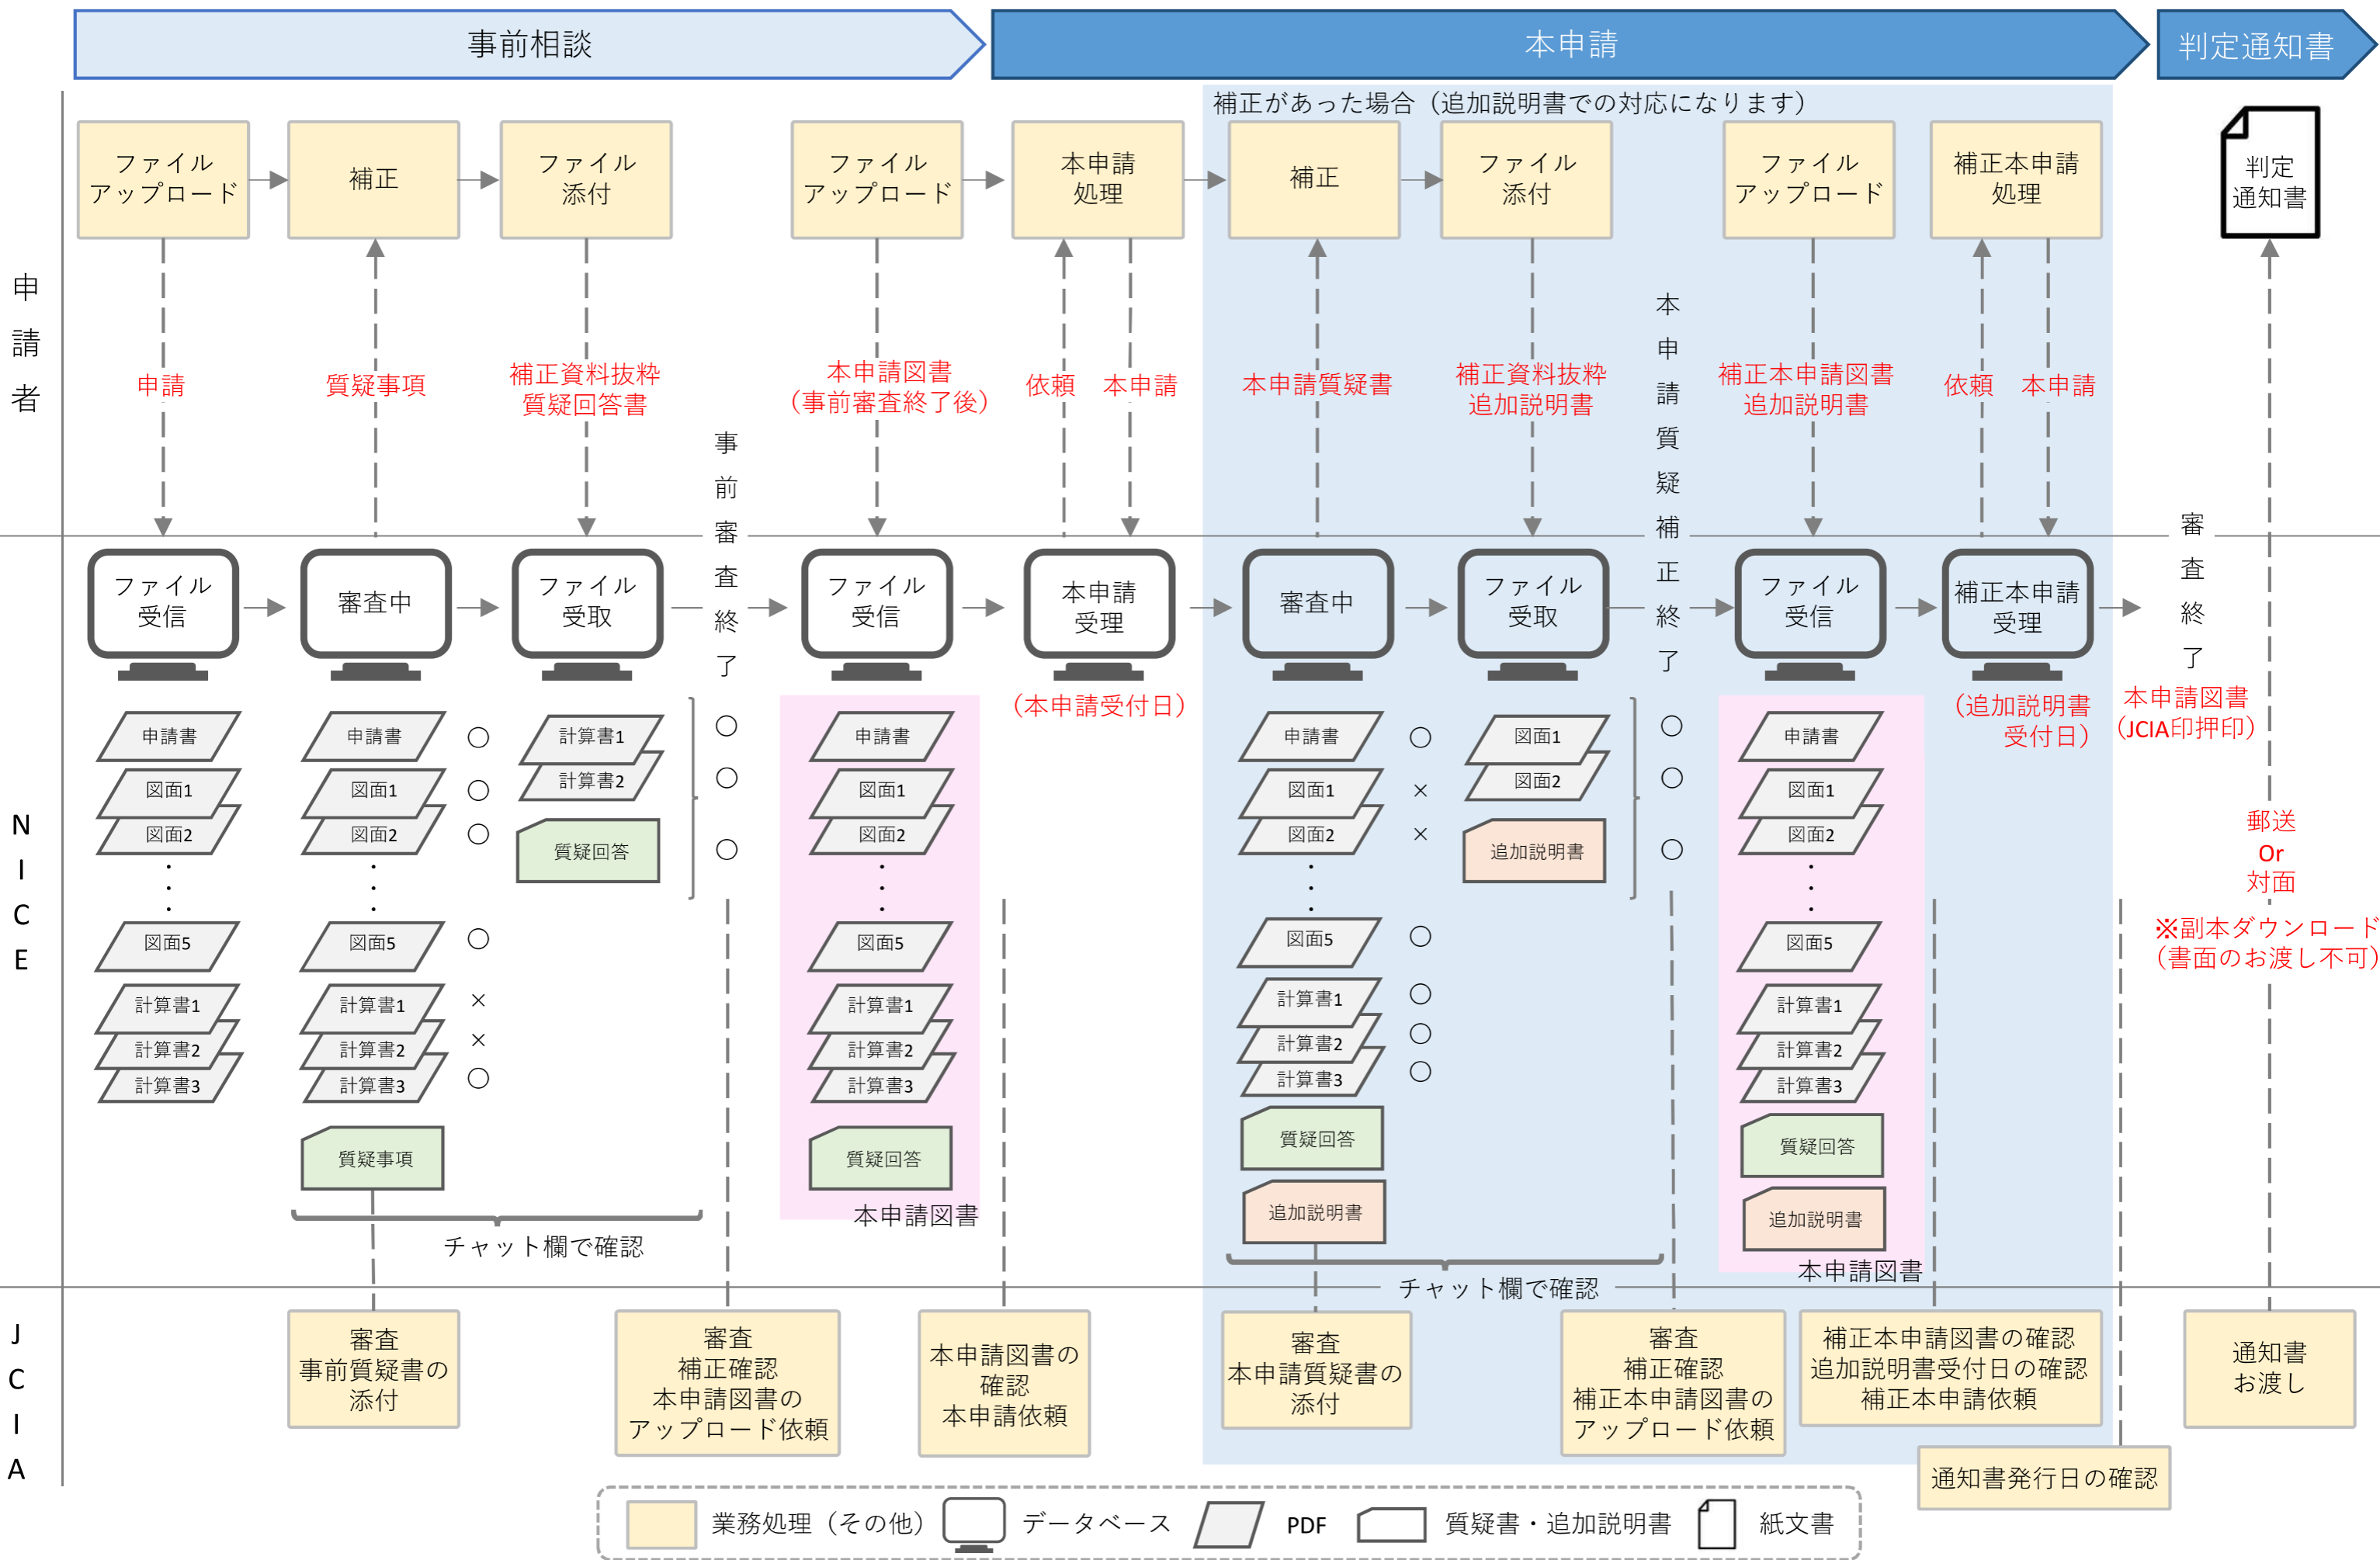 事前相談
本申請
判定通知書
補正があった場合（追加説明書での対応になります）
申請者
ファイル
アップロード
補正
ファイル
添付
ファイル
アップロード
本申請
処理
補正
ファイル
添付
ファイル
アップロード
補正本申請
処理
判定
通知書
申請
質疑事項
補正資料抜粋
質疑回答書
本申請図書
（事前審査終了後）
依頼
本申請
本申請質疑書
補正資料抜粋
追加説明書
補正本申請図書
追加説明書
依頼
本申請
事前審査終了
本申請質疑補正終了
審査終了
NICE
ファイル
受信
審査中
ファイル
受取
ファイル
受信
本申請
受理
審査中
ファイル
受取
ファイル
受信
補正本申請
受理
（本申請受付日）
（追加説明書
受付日）
本申請図書
（JCIA印押印）
郵送
Or
対面
※副本ダウンロード
（書面のお渡し不可）
申請書
図面1
図面2
・
・
・
図面5
計算書1
計算書2
計算書3
申請書 ○
図面1 ○
図面2 ○
・
・
・
図面5 ○
計算書1 ×
計算書2 ×
計算書3 ○
質疑事項
計算書1 ○
計算書2 ○
質疑回答 ○
チャット欄で確認
申請書
図面1
図面2
・
・
・
図面5
計算書1
計算書2
計算書3
質疑回答
本申請図書
申請書 ○
図面1 ×
図面2 ×
・
・
・
図面5 ○
計算書1 ○
計算書2 ○
計算書3 ○
質疑回答
追加説明書
図面1 ○
図面2 ○
追加説明書 ○
チャット欄で確認
申請書
図面1
図面2
・
・
・
図面5
計算書1
計算書2
計算書3
質疑回答
追加説明書
本申請図書
JCIA
審査
事前質疑書の
添付
審査
補正確認
本申請図書の
アップロード依頼
本申請図書の
確認
本申請依頼
審査
本申請質疑書の
添付
審査
補正確認
補正本申請図書の
アップロード依頼
補正本申請図書の確認
追加説明書受付日の確認
補正本申請依頼
通知書発行日の確認
通知書
お渡し
業務処理（その他）
データベース
PDF
質疑書・追加説明書
紙文書